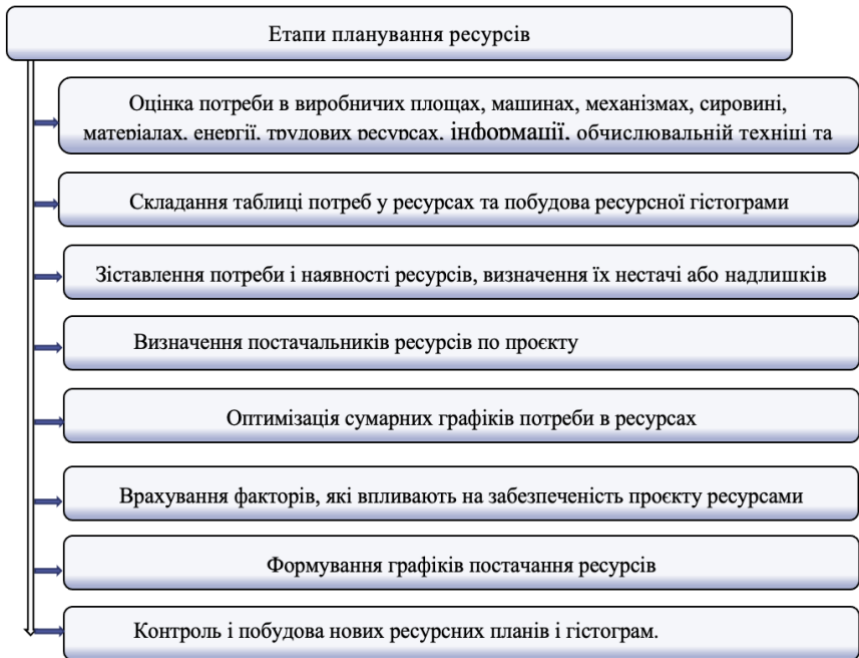 Етапи планування ресурсів
Оцінка потреби в виробничих площах, машинах, механізмах, сировині,
матеріалах, енергії, трудових ресурсах, інформації, обчислювальній техніці та
Складання таблиці потреб у ресурсах та побудова ресурсної гістограми
Зіставлення потреби і наявності ресурсів, визначення їх нестачі або надлишків
Визначення постачальників ресурсів по проєкту
Оптимізація сумарних графіків потреби в ресурсах
Врахування факторів, які впливають на забезпеченість проєкту ресурсами
Формування графіків постачання ресурсів
Контроль і побудова нових ресурсних планів і гістограм.